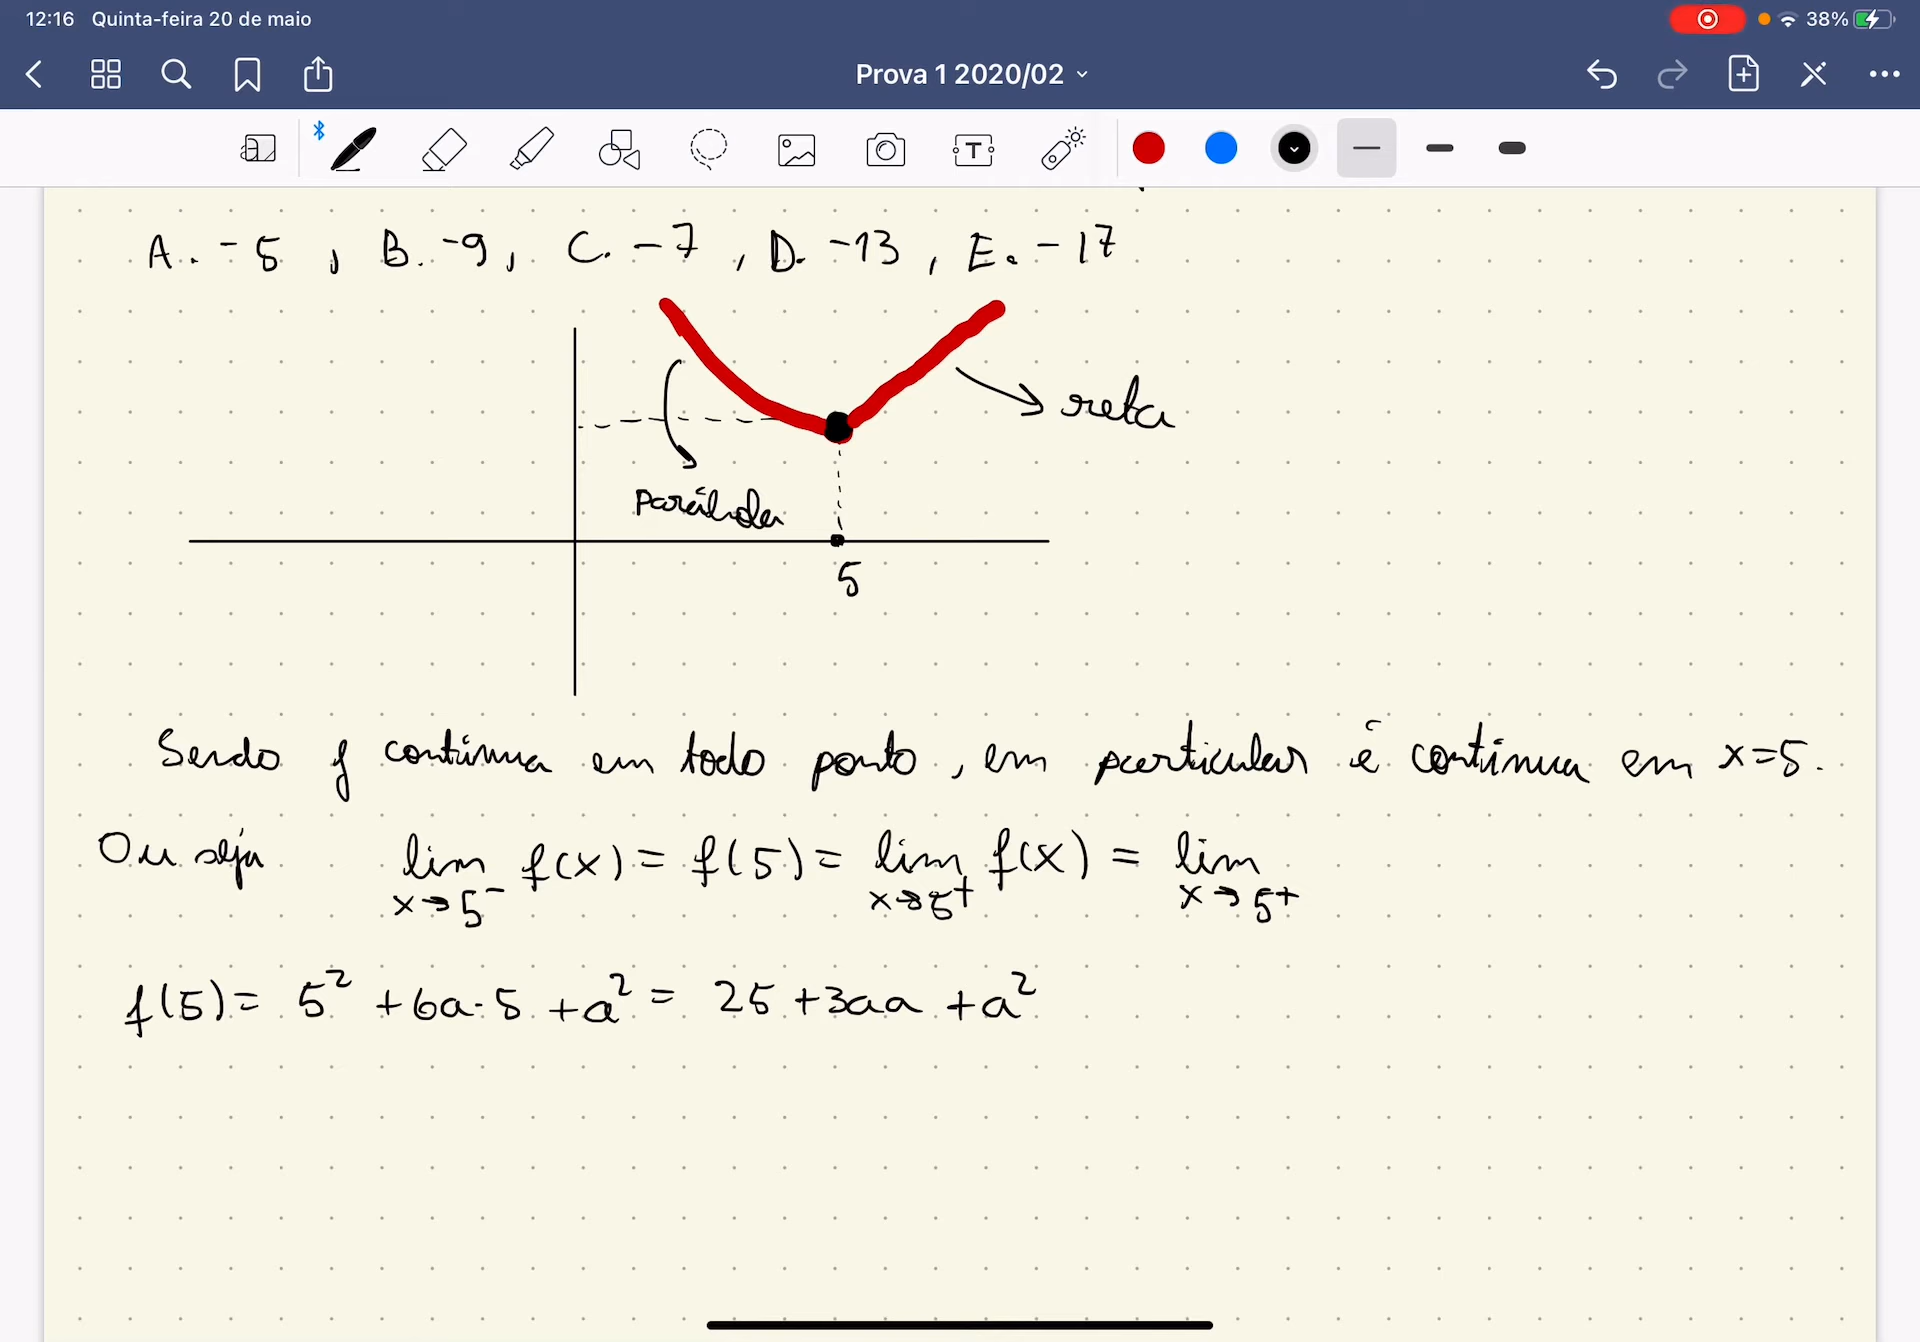 12:16 Quinta-feira 20 de maio 38%
Prova 1 2020/02
A. -5 , B. -9 , C. -7 , D. -13 , E. -17
reta
Parábola
5
Sendo f contínua em todo ponto , em particular é contínua em x=5.
Ou seja lim x→5⁻ f(x) = f(5) = lim x→5⁺ f(x) = lim x→5⁺
f(5) = 5² + 6a·5 + a² = 25 + 3aa + a²